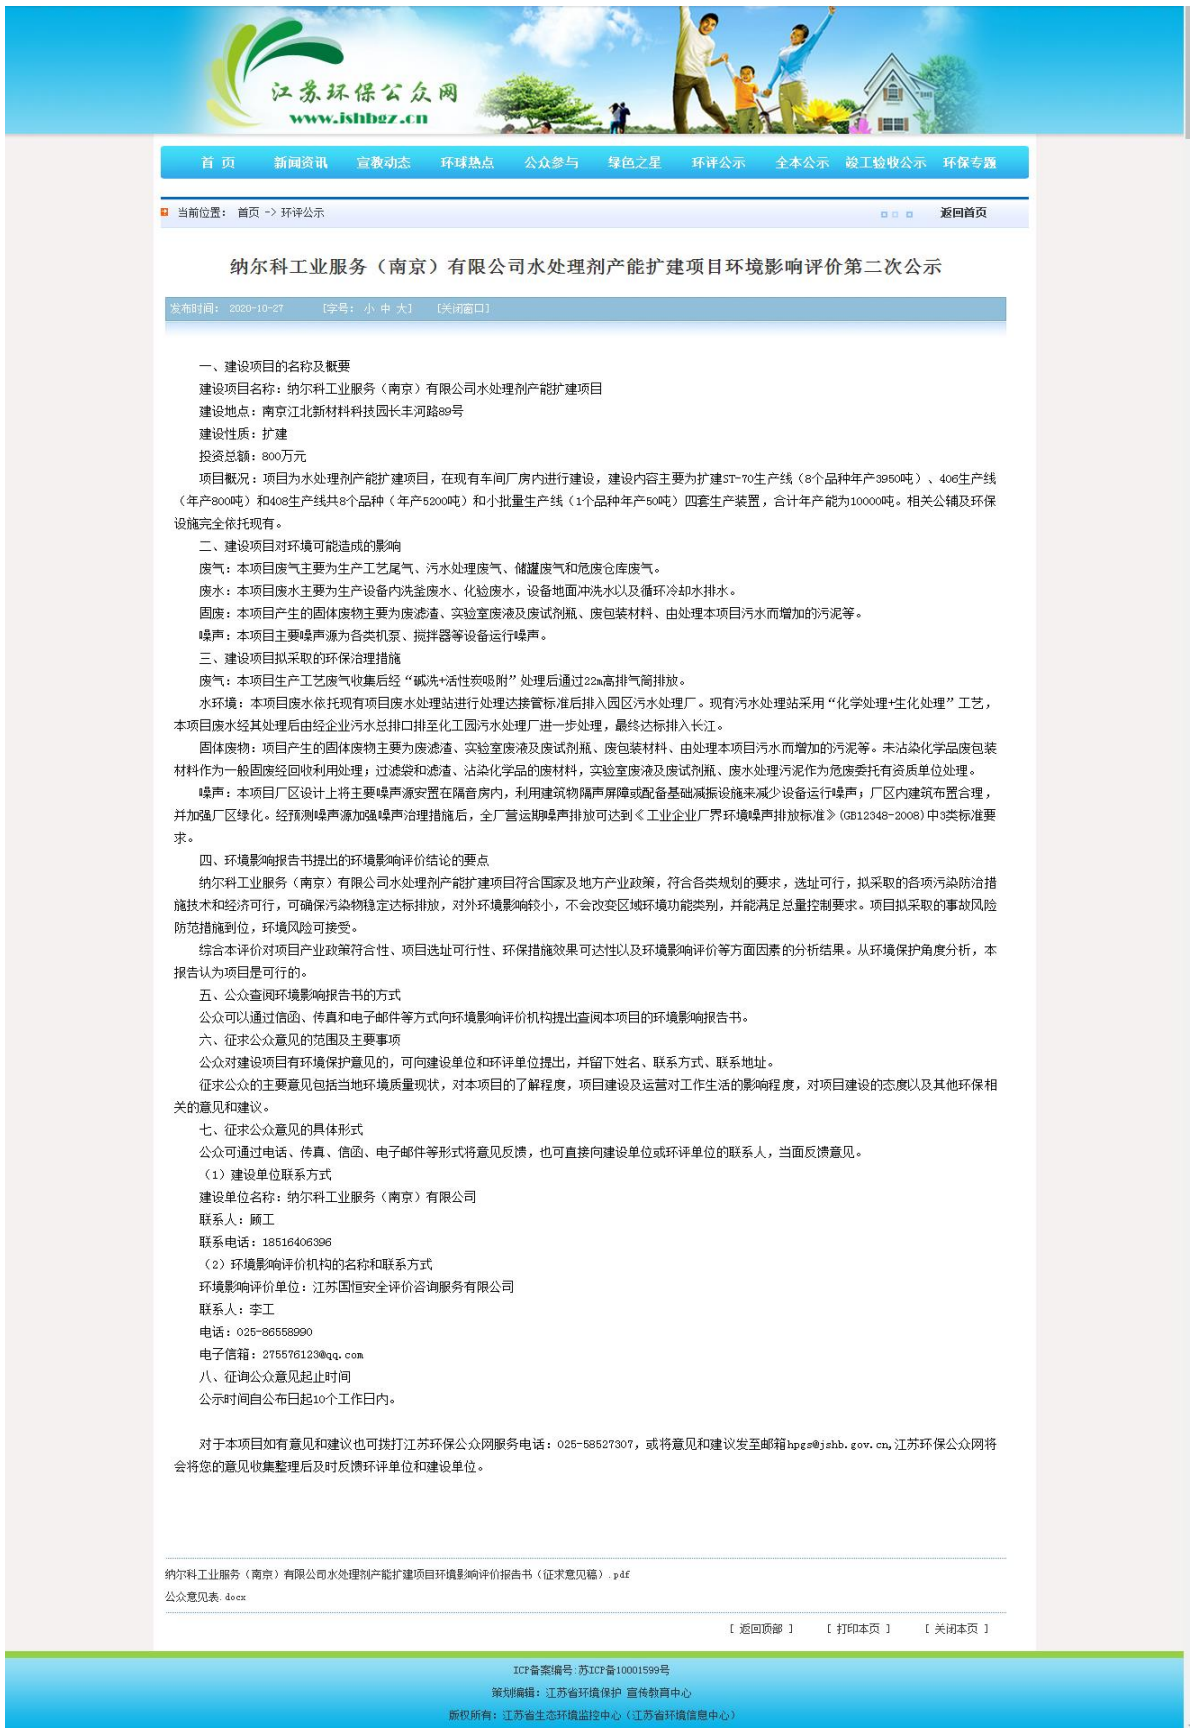 江苏环保公众网
www.jshbgz.cn
首 页 新闻资讯 宣教动态 环球热点 公众参与 绿色之星 环评公示 全本公示 竣工验收公示 环保专题
当前位置： 首页 -> 环评公示 返回首页
纳尔科工业服务（南京）有限公司水处理剂产能扩建项目环境影响评价第二次公示
发布时间： 2020-10-27 [字号： 小 中 大] [关闭窗口]
一、建设项目的名称及概要
建设项目名称：纳尔科工业服务（南京）有限公司水处理剂产能扩建项目
建设地点：南京江北新材料科技园长丰河路89号
建设性质：扩建
投资总额：800万元
项目概况：项目为水处理剂产能扩建项目，在现有车间厂房内进行建设，建设内容主要为扩建ST-70生产线（8个品种年产3950吨）、406生产线
（年产800吨）和408生产线共8个品种（年产5200吨）和小批量生产线（1个品种年产50吨）四套生产装置，合计年产能为10000吨。相关公辅及环保
设施完全依托现有。
二、建设项目对环境可能造成的影响
废气：本项目废气主要为生产工艺尾气、污水处理废气、储罐废气和危废仓库废气。
废水：本项目废水主要为生产设备内洗釜废水、化验废水，设备地面冲洗水以及循环冷却水排水。
固废：本项目产生的固体废物主要为废滤渣、实验室废液及废试剂瓶、废包装材料、由处理本项目污水而增加的污泥等。
噪声：本项目主要噪声源为各类机泵、搅拌器等设备运行噪声。
三、建设项目拟采取的环保治理措施
废气：本项目生产工艺废气收集后经“碱洗+活性炭吸附”处理后通过22m高排气筒排放。
水环境：本项目废水依托现有项目废水处理站进行处理达接管标准后排入园区污水处理厂。现有污水处理站采用“化学处理+生化处理”工艺，
本项目废水经其处理后由经企业污水总排口排至化工园污水处理厂进一步处理，最终达标排入长江。
固体废物：项目产生的固体废物主要为废滤渣、实验室废液及废试剂瓶、废包装材料、由处理本项目污水而增加的污泥等。未沾染化学品废包装
材料作为一般固废经回收利用处理；过滤袋和滤渣、沾染化学品的废材料，实验室废液及废试剂瓶、废水处理污泥作为危废委托有资质单位处理。
噪声：本项目厂区设计上将主要噪声源安置在隔音房内，利用建筑物隔声屏障或配备基础减振设施来减少设备运行噪声；厂区内建筑布置合理，
并加强厂区绿化。经预测噪声源加强噪声治理措施后，全厂营运期噪声排放可达到《工业企业厂界环境噪声排放标准》(GB12348-2008)中3类标准要
求。
四、环境影响报告书提出的环境影响评价结论的要点
纳尔科工业服务（南京）有限公司水处理剂产能扩建项目符合国家及地方产业政策，符合各类规划的要求，选址可行，拟采取的各项污染防治措
施技术和经济可行，可确保污染物稳定达标排放，对外环境影响较小，不会改变区域环境功能类别，并能满足总量控制要求。项目拟采取的事故风险
防范措施到位，环境风险可接受。
综合本评价对项目产业政策符合性、项目选址可行性、环保措施效果可达性以及环境影响评价等方面因素的分析结果。从环境保护角度分析，本
报告认为项目是可行的。
五、公众查阅环境影响报告书的方式
公众可以通过信函、传真和电子邮件等方式向环境影响评价机构提出查阅本项目的环境影响报告书。
六、征求公众意见的范围及主要事项
公众对建设项目有环境保护意见的，可向建设单位和环评单位提出，并留下姓名、联系方式、联系地址。
征求公众的主要意见包括当地环境质量现状，对本项目的了解程度，项目建设及运营对工作生活的影响程度，对项目建设的态度以及其他环保相
关的意见和建议。
七、征求公众意见的具体形式
公众可通过电话、传真、信函、电子邮件等形式将意见反馈，也可直接向建设单位或环评单位的联系人，当面反馈意见。
（1）建设单位联系方式
建设单位名称：纳尔科工业服务（南京）有限公司
联系人：顾工
联系电话：18516406396
（2）环境影响评价机构的名称和联系方式
环境影响评价单位：江苏国恒安全评价咨询服务有限公司
联系人：李工
电话：025-86558990
电子信箱：275576123@qq.com
八、征询公众意见起止时间
公示时间自公布日起10个工作日内。
对于本项目如有意见和建议也可拨打江苏环保公众网服务电话：025-58527307，或将意见和建议发至邮箱hpgs@jshb.gov.cn,江苏环保公众网将
会将您的意见收集整理后及时反馈环评单位和建设单位。
纳尔科工业服务（南京）有限公司水处理剂产能扩建项目环境影响评价报告书（征求意见稿）.pdf
公众意见表.docx
[ 返回顶部 ] [ 打印本页 ] [ 关闭本页 ]
ICP备案编号:苏ICP备10001599号
策划编辑：江苏省环境保护 宣传教育中心
版权所有：江苏省生态环境监控中心（江苏省环境信息中心）